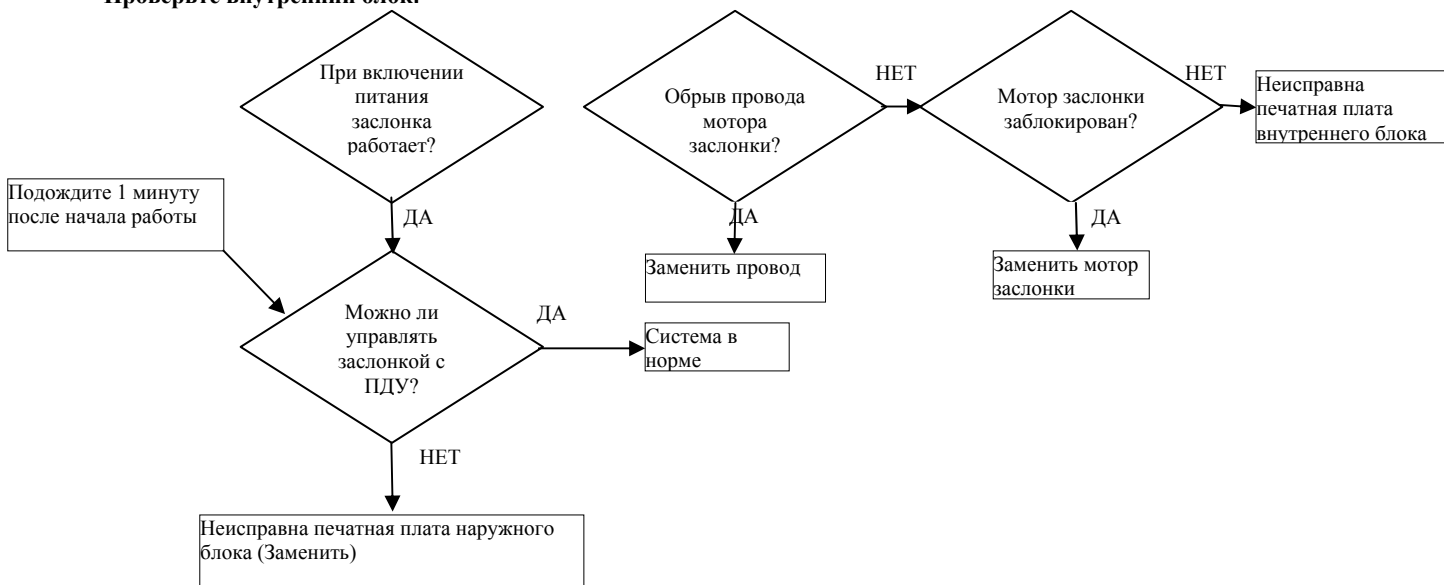 Проверьте внутренний блок.
При включении
питания
заслонка
работает?
Обрыв провода
мотора
заслонки?
НЕТ
Мотор заслонки
заблокирован?
НЕТ
Неисправна
печатная плата
внутреннего блока
Подождите 1 минуту
после начала работы
ДА
ДА
ДА
Заменить провод
Заменить мотор
заслонки
Можно ли
управлять
заслонкой с
ПДУ?
ДА
Система в
норме
НЕТ
Неисправна печатная плата наружного
блока (Заменить)